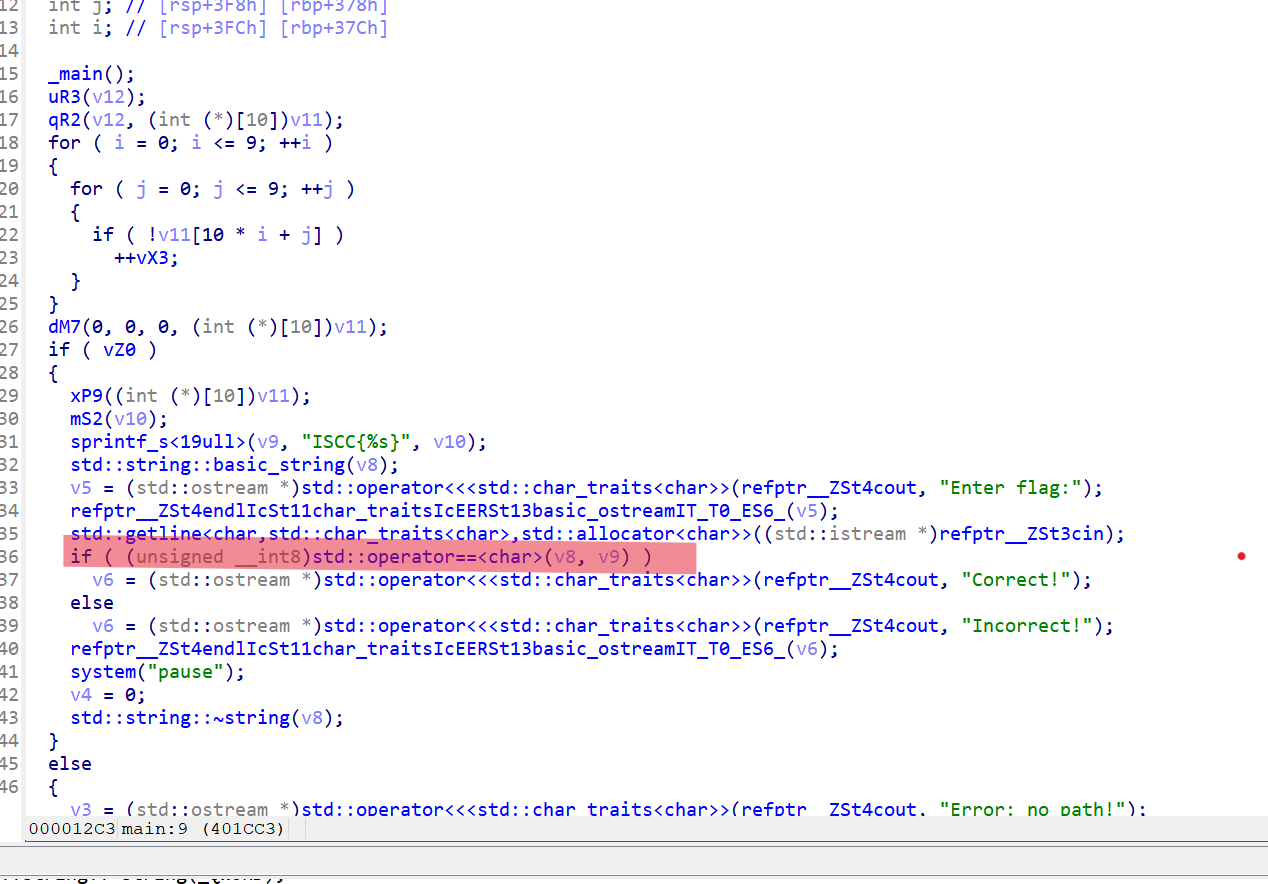 12 int j; // [rsp+3F8h] [rbp+378h]
13 int i; // [rsp+3FCh] [rbp+37Ch]
14
15 _main();
16 uR3(v12);
17 qR2(v12, (int (*)[10])v11);
18 for ( i = 0; i <= 9; ++i )
19 {
20 for ( j = 0; j <= 9; ++j )
21 {
22 if ( !v11[10 * i + j] )
23 ++vX3;
24 }
25 }
26 dM7(0, 0, 0, (int (*)[10])v11);
27 if ( vZ0 )
28 {
29 xP9((int (*)[10])v11);
30 mS2(v10);
31 sprintf_s<19ull>(v9, "ISCC{%s}", v10);
32 std::string::basic_string(v8);
33 v5 = (std::ostream *)std::operator<<<std::char_traits<char>>(refptr__ZSt4cout, "Enter flag:");
34 refptr__ZSt4endlIcSt11char_traitsIcEERSt13basic_ostreamIT_T0_ES6_(v5);
35 std::getline<char,std::char_traits<char>,std::allocator<char>>((std::istream *)refptr__ZSt3cin);
36 if ( (unsigned __int8)std::operator==<char>(v8, v9) )
37 v6 = (std::ostream *)std::operator<<<std::char_traits<char>>(refptr__ZSt4cout, "Correct!");
38 else
39 v6 = (std::ostream *)std::operator<<<std::char_traits<char>>(refptr__ZSt4cout, "Incorrect!");
40 refptr__ZSt4endlIcSt11char_traitsIcEERSt13basic_ostreamIT_T0_ES6_(v6);
41 system("pause");
42 v4 = 0;
43 std::string::~string(v8);
44 }
45 else
46 {
v3 = (std::ostream *)std::operator<<<std::char_traits<char>>(refptr__ZSt4cout, "Error: no path!");
000012C3 main:9 (401CC3)